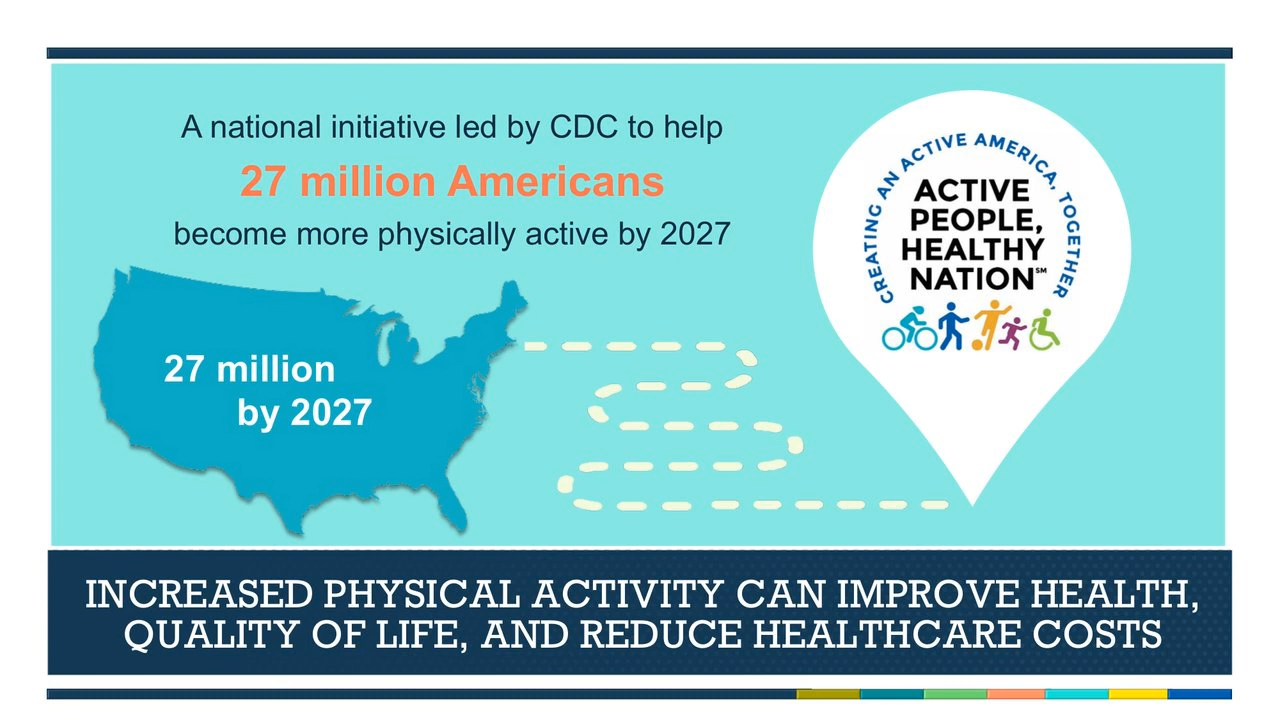 A national initiative led by CDC to help
27 million Americans
become more physically active by 2027
27 million
by 2027
CREATING AN ACTIVE AMERICA, TOGETHER
ACTIVE
PEOPLE,
HEALTHY
NATION℠
INCREASED PHYSICAL ACTIVITY CAN IMPROVE HEALTH,
QUALITY OF LIFE, AND REDUCE HEALTHCARE COSTS